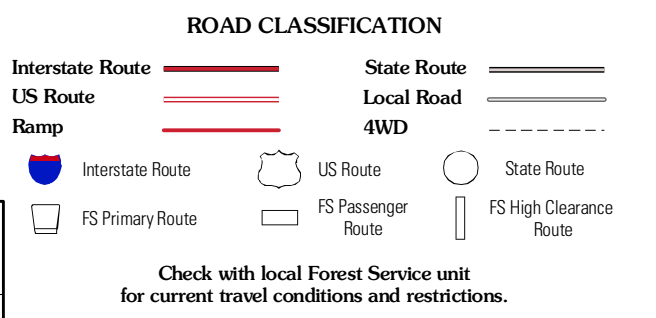 ROAD CLASSIFICATION
Interstate Route
State Route
US Route
Local Road
Ramp
4WD
Interstate Route
US Route
State Route
FS Primary Route
FS Passenger
Route
FS High Clearance
Route
Check with local Forest Service unit
for current travel conditions and restrictions.